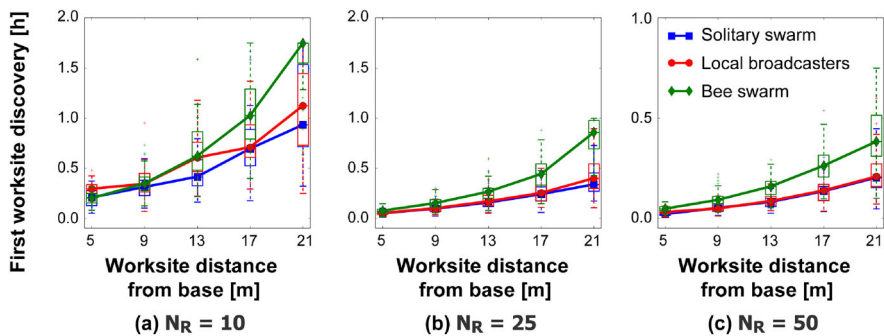 First worksite discovery [h]
2.0
1.5
1.0
0.5
0.0
5 9 13 17 21
Worksite distance
from base [m]
(a) NR = 10
2.0
1.5
1.0
0.5
0.0
5 9 13 17 21
Worksite distance
from base [m]
(b) NR = 25
1.0
0.5
0.0
5 9 13 17 21
Solitary swarm
Local broadcasters
Bee swarm
Worksite distance
from base [m]
(c) NR = 50